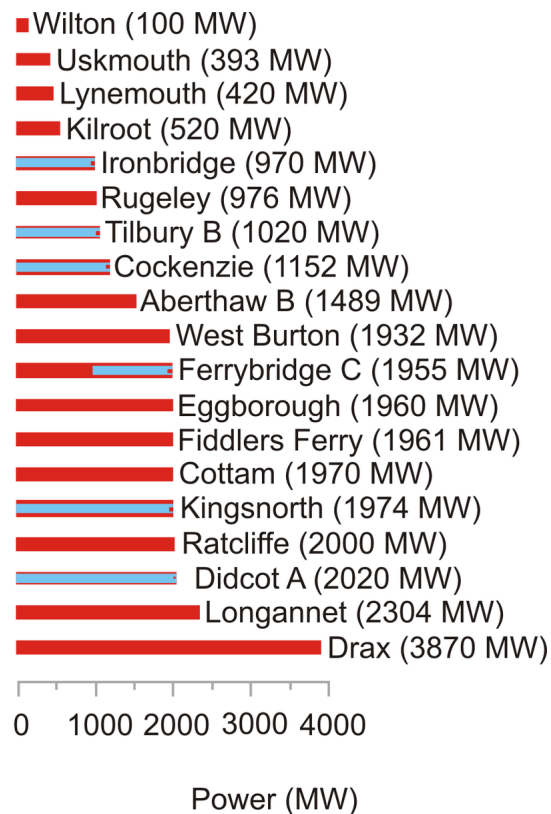 Wilton (100 MW)
Uskmouth (393 MW)
Lynemouth (420 MW)
Kilroot (520 MW)
Ironbridge (970 MW)
Rugeley (976 MW)
Tilbury B (1020 MW)
Cockenzie (1152 MW)
Aberthaw B (1489 MW)
West Burton (1932 MW)
Ferrybridge C (1955 MW)
Eggborough (1960 MW)
Fiddlers Ferry (1961 MW)
Cottam (1970 MW)
Kingsnorth (1974 MW)
Ratcliffe (2000 MW)
Didcot A (2020 MW)
Longannet (2304 MW)
Drax (3870 MW)
0 1000 2000 3000 4000
Power (MW)